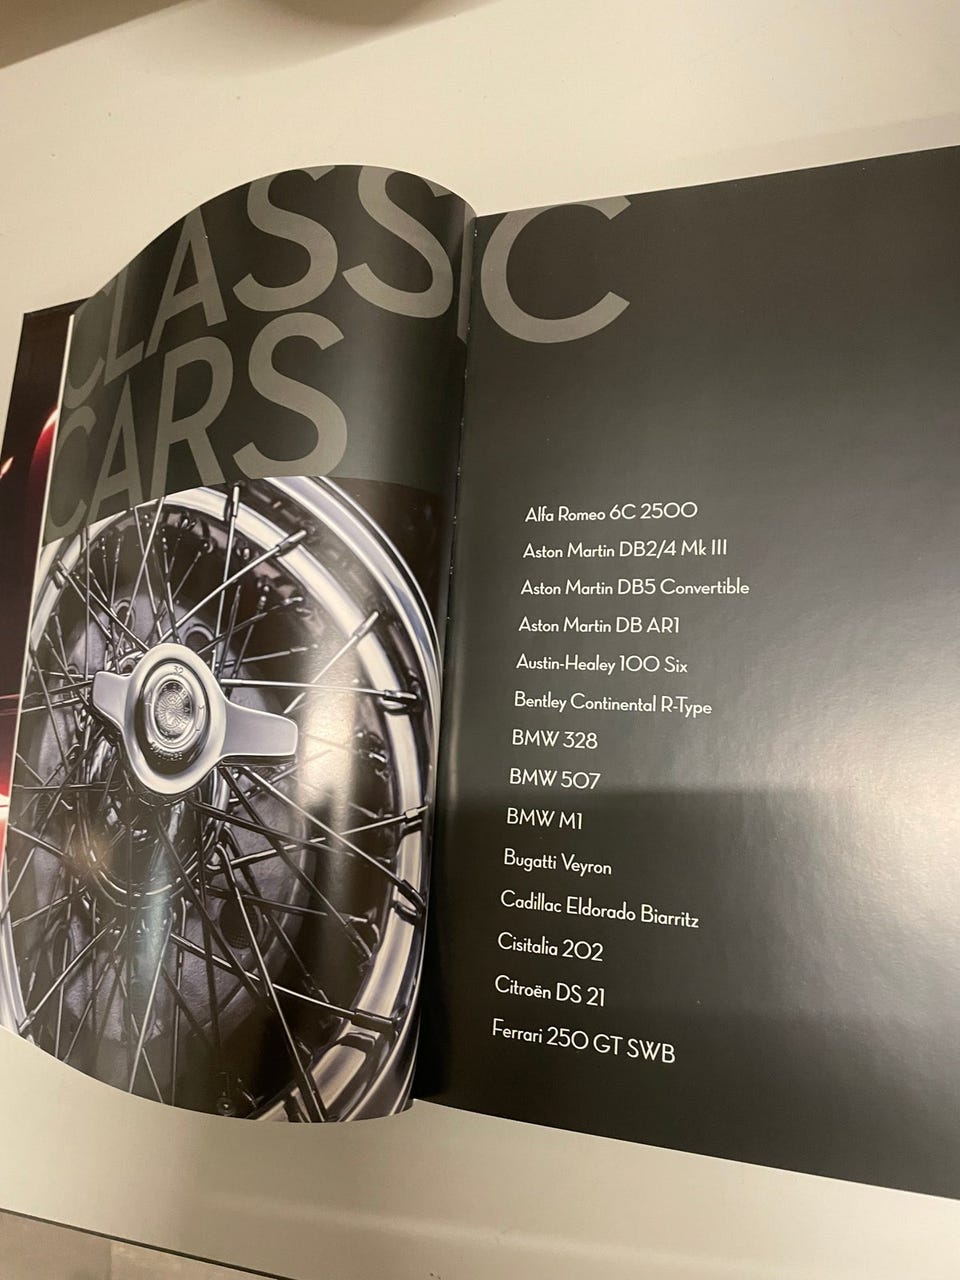 CLASSIC
CARS
32
Alfa Romeo 6C 2500
Aston Martin DB2/4 Mk III
Aston Martin DB5 Convertible
Aston Martin DB AR1
Austin-Healey 100 Six
Bentley Continental R-Type
BMW 328
BMW 507
BMW M1
Bugatti Veyron
Cadillac Eldorado Biarritz
Cisitalia 202
Citroën DS 21
Ferrari 250 GT SWB